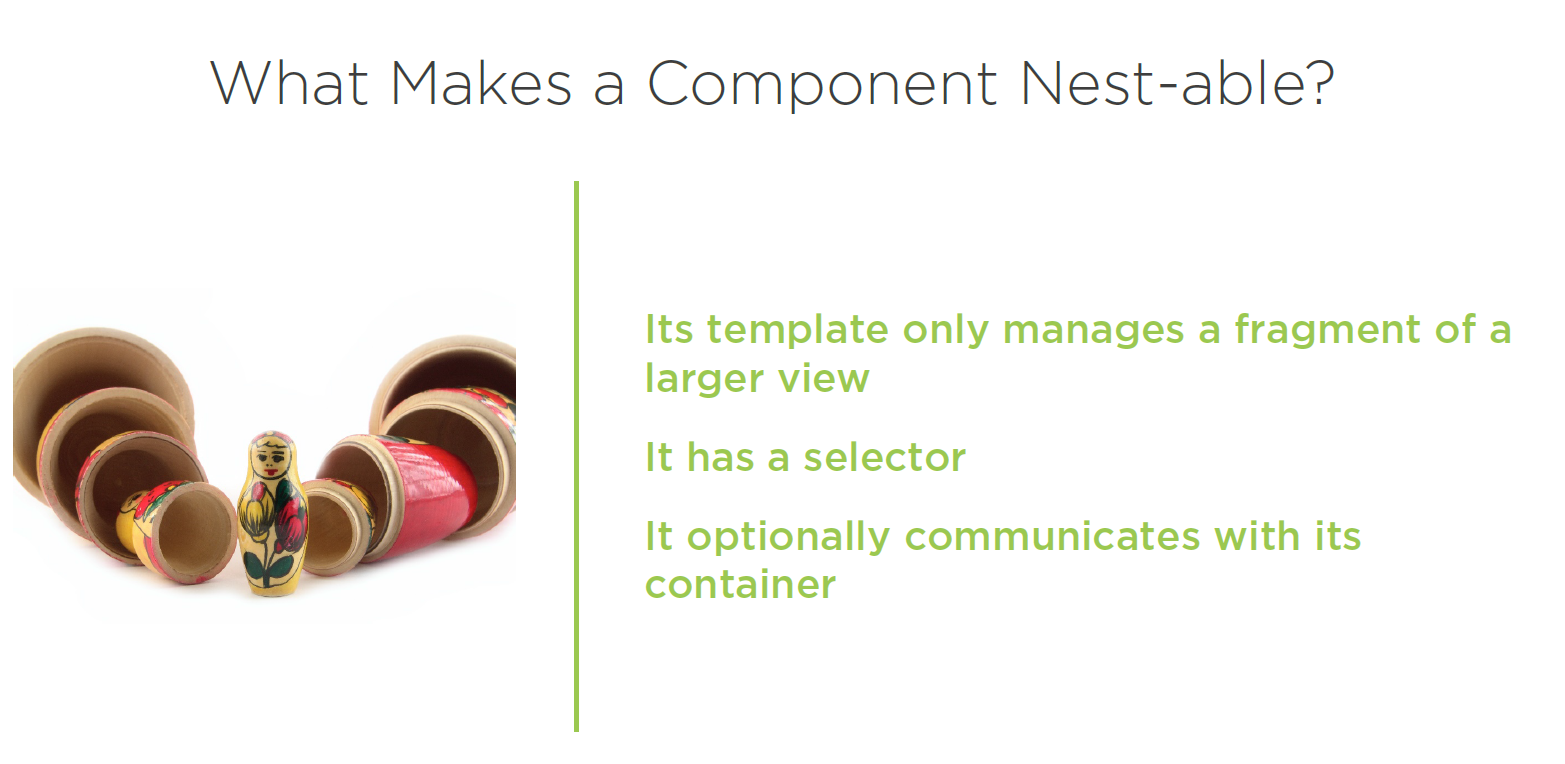 What Makes a Component Nest-able?
Its template only manages a fragment of a
larger view
It has a selector
It optionally communicates with its
container